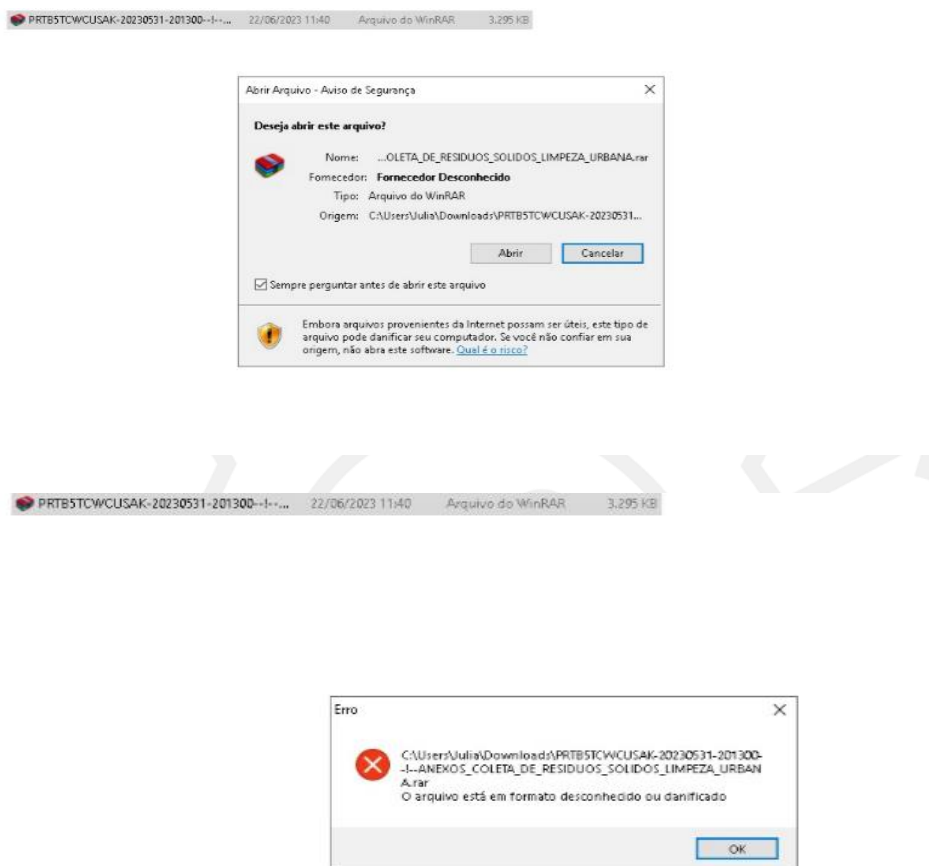 PRTB5TCWCUSAK-20230531-201300--!--... 22/06/2023 11:40 Arquivo do WinRAR 3.295 KB
Abrir Arquivo - Aviso de Segurança
Deseja abrir este arquivo?
Nome: ...OLETA_DE_RESIDUOS_SOLIDOS_LIMPEZA_URBANA.rar
Fornecedor: Fornecedor Desconhecido
Tipo: Arquivo do WinRAR
Origem: C:\Users\Julia\Downloads\PRTB5TCWCUSAK-20230531...
Abrir Cancelar
Sempre perguntar antes de abrir este arquivo
Embora arquivos provenientes da Internet possam ser úteis, este tipo de
arquivo pode danificar seu computador. Se você não confiar em sua
origem, não abra este software. Qual é o risco?
PRTB5TCWCUSAK-20230531-201300--!--... 22/06/2023 11:40 Arquivo do WinRAR 3.295 KB
Erro
C:\Users\Julia\Downloads\PRTB5TCWCUSAK-20230531-201300-
-!--ANEXOS_COLETA_DE_RESIDUOS_SOLIDOS_LIMPEZA_URBAN
A.rar
O arquivo está em formato desconhecido ou danificado
OK